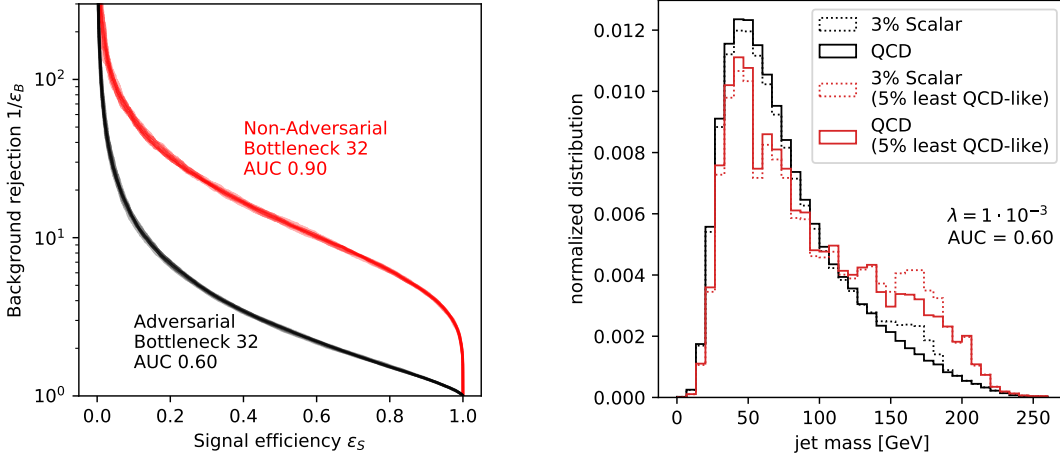 Background rejection 1/ε_B
10²
10¹
10⁰
Non-Adversarial
Bottleneck 32
AUC 0.90
Adversarial
Bottleneck 32
AUC 0.60
0.0 0.2 0.4 0.6 0.8 1.0
Signal efficiency ε_S
normalized distribution
0.012
0.010
0.008
0.006
0.004
0.002
0.000
3% Scalar
QCD
3% Scalar
(5% least QCD-like)
QCD
(5% least QCD-like)
λ = 1 · 10⁻³
AUC = 0.60
0 50 100 150 200 250
jet mass [GeV]